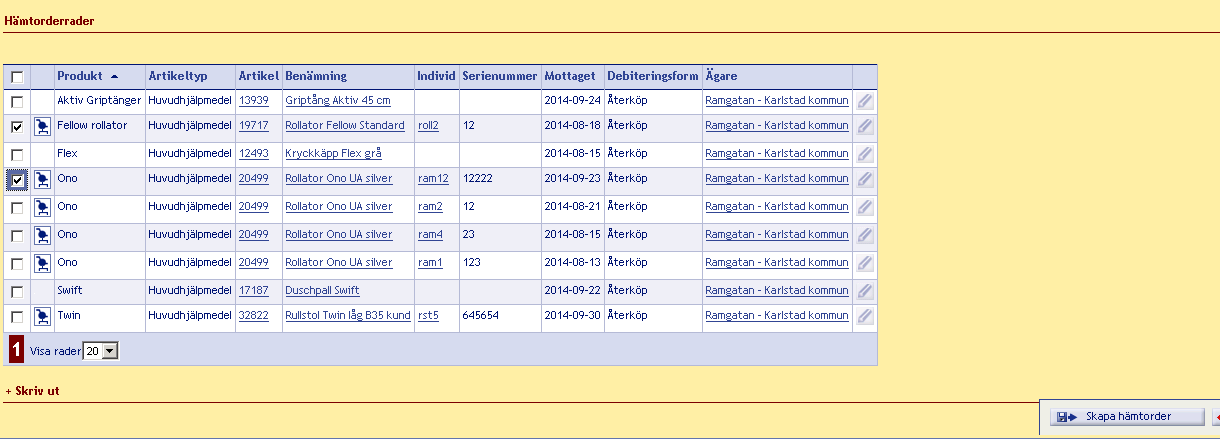 Hämtorderrader
Produkt Artikeltyp Artikel Benämning Individ Serienummer Mottaget Debiteringsform Ägare
Aktiv Griptänger Huvudhjälpmedel 13939 Griptång Aktiv 45 cm 2014-09-24 Återköp Ramgatan - Karlstad kommun
Fellow rollator Huvudhjälpmedel 19717 Rollator Fellow Standard roll2 12 2014-08-18 Återköp Ramgatan - Karlstad kommun
Flex Huvudhjälpmedel 12493 Kryckkäpp Flex grå 2014-08-15 Återköp Ramgatan - Karlstad kommun
Ono Huvudhjälpmedel 20499 Rollator Ono UA silver ram12 12222 2014-09-23 Återköp Ramgatan - Karlstad kommun
Ono Huvudhjälpmedel 20499 Rollator Ono UA silver ram2 12 2014-08-21 Återköp Ramgatan - Karlstad kommun
Ono Huvudhjälpmedel 20499 Rollator Ono UA silver ram4 23 2014-08-15 Återköp Ramgatan - Karlstad kommun
Ono Huvudhjälpmedel 20499 Rollator Ono UA silver ram1 123 2014-08-13 Återköp Ramgatan - Karlstad kommun
Swift Huvudhjälpmedel 17187 Duschpall Swift 2014-09-22 Återköp Ramgatan - Karlstad kommun
Twin Huvudhjälpmedel 32822 Rullstol Twin låg B35 kund rst5 645654 2014-09-30 Återköp Ramgatan - Karlstad kommun
1 Visa rader 20
+ Skriv ut
Skapa hämtorder